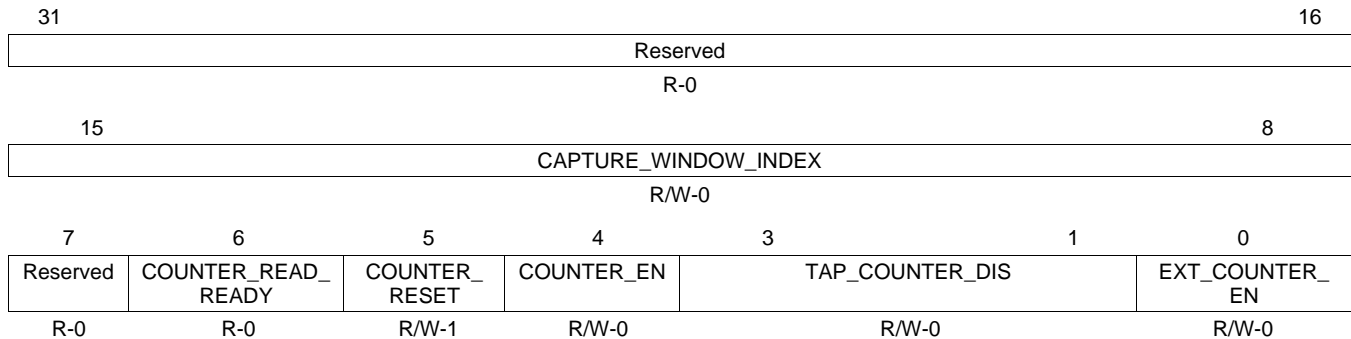 31 16
Reserved
R-0
15 8
CAPTURE_WINDOW_INDEX
R/W-0
7 6 5 4 3 1 0
Reserved COUNTER_READ_ COUNTER_ COUNTER_EN TAP_COUNTER_DIS EXT_COUNTER_
READY RESET EN
R-0 R-0 R/W-1 R/W-0 R/W-0 R/W-0